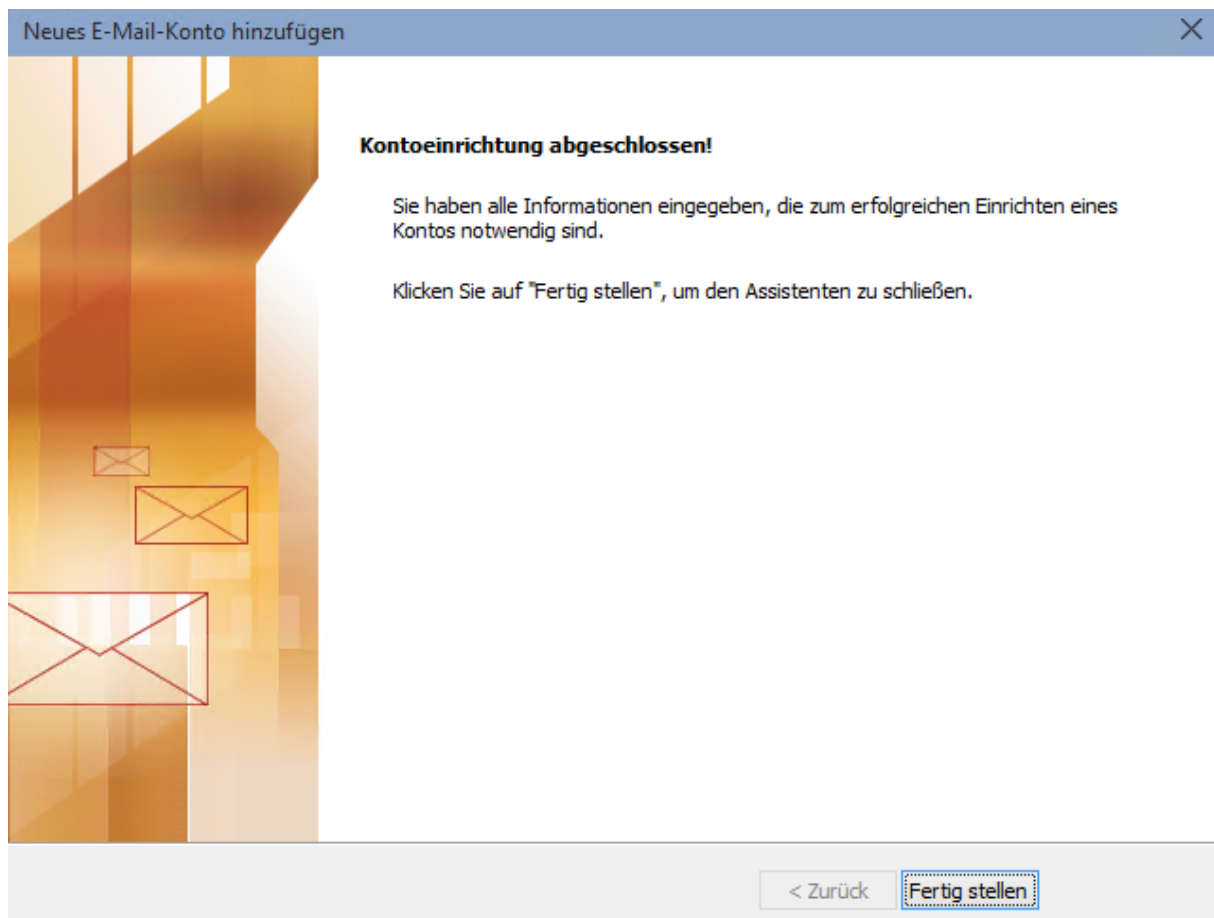 Neues E-Mail-Konto hinzufügen
Kontoeinrichtung abgeschlossen!
Sie haben alle Informationen eingegeben, die zum erfolgreichen Einrichten eines
Kontos notwendig sind.
Klicken Sie auf "Fertig stellen", um den Assistenten zu schließen.
< Zurück Fertig stellen